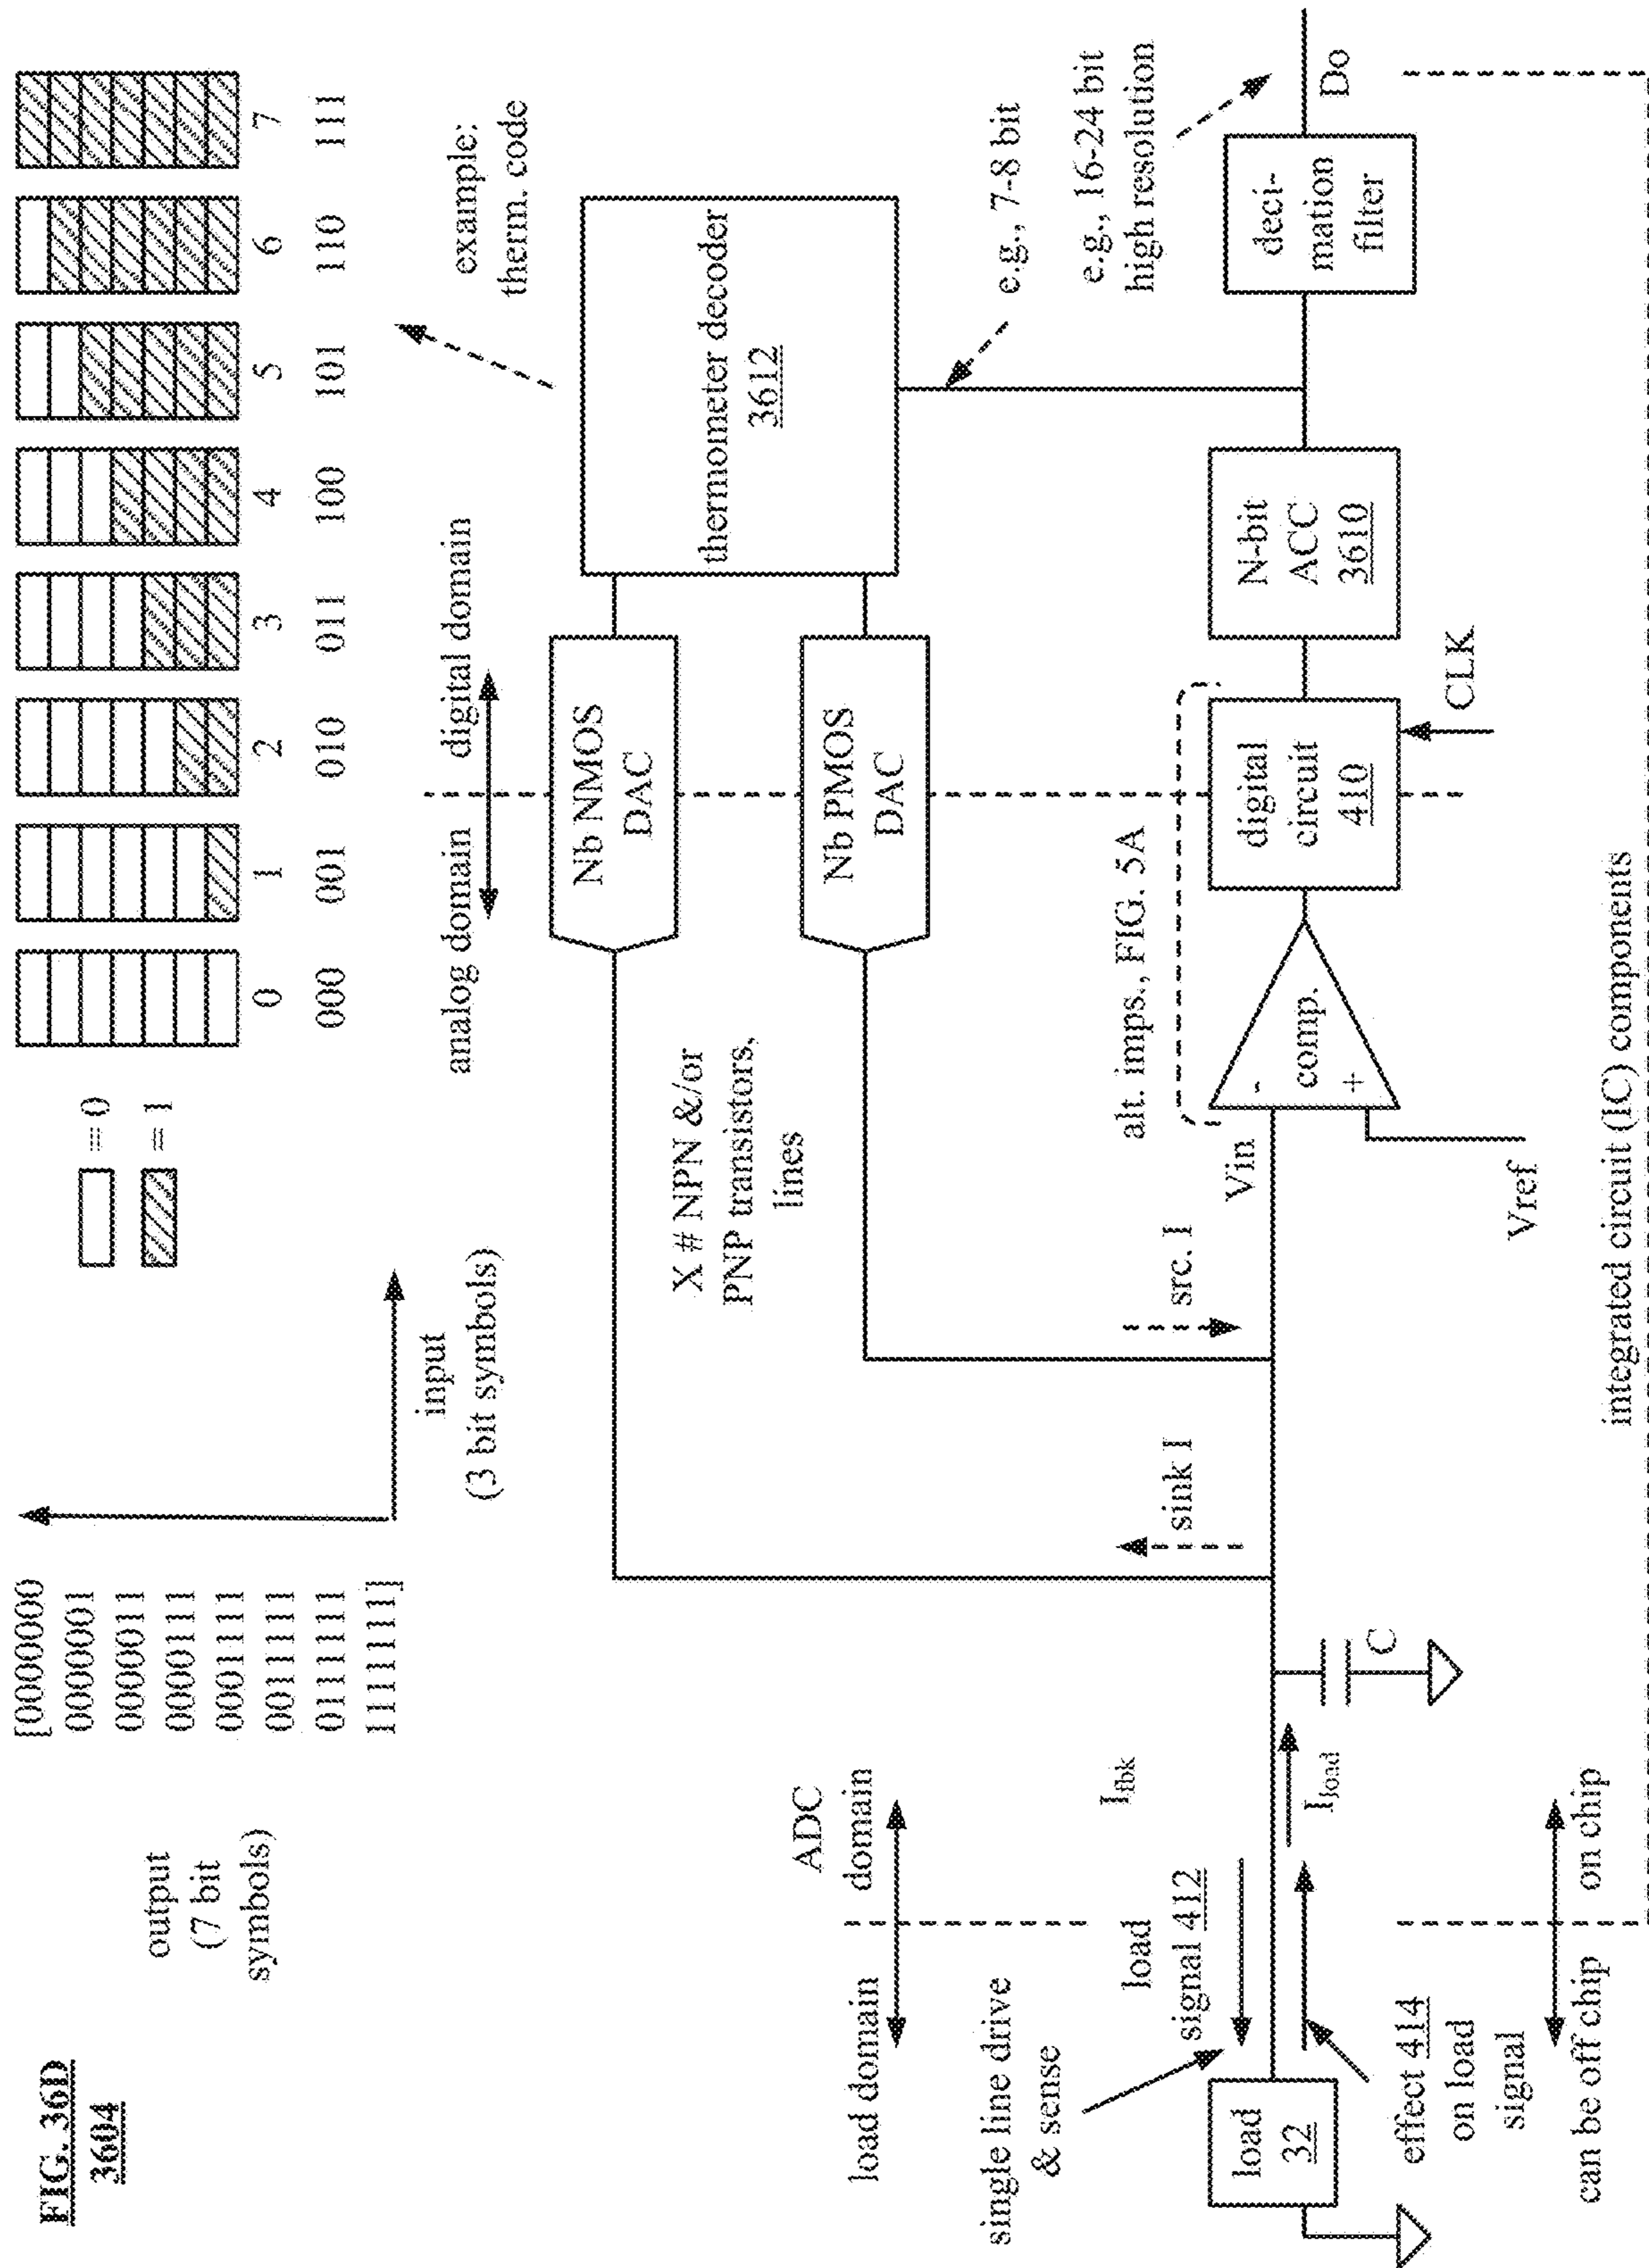 FIG. 36D
3604
output
(7 bit
symbols)
[0000000
0000001
0000011
0000111
0001111
0011111
0111111
1111111]
input
(3 bit symbols)
= 0
= 1
0 1 2 3 4 5 6 7
000 001 010 011 100 101 110 111
example:
therm. code
analog domain
digital domain
load domain
ADC
domain
X # NPN &/or
PNP transistors,
lines
Nb NMOS
DAC
Nb PMOS
DAC
thermometer decoder
3612
e.g., 7-8 bit
e.g., 16-24 bit
high resolution
single line drive
& sense
load
signal 412
Ifbk
sink I
src. I
alt. imps., FIG. 5A
load
32
Iload
C
Vin
-
comp.
+
Vref
digital
circuit
410
CLK
N-bit
ACC
3610
deci-
mation
filter
Do
effect 414
on load
signal
can be off chip
on chip
integrated circuit (IC) components